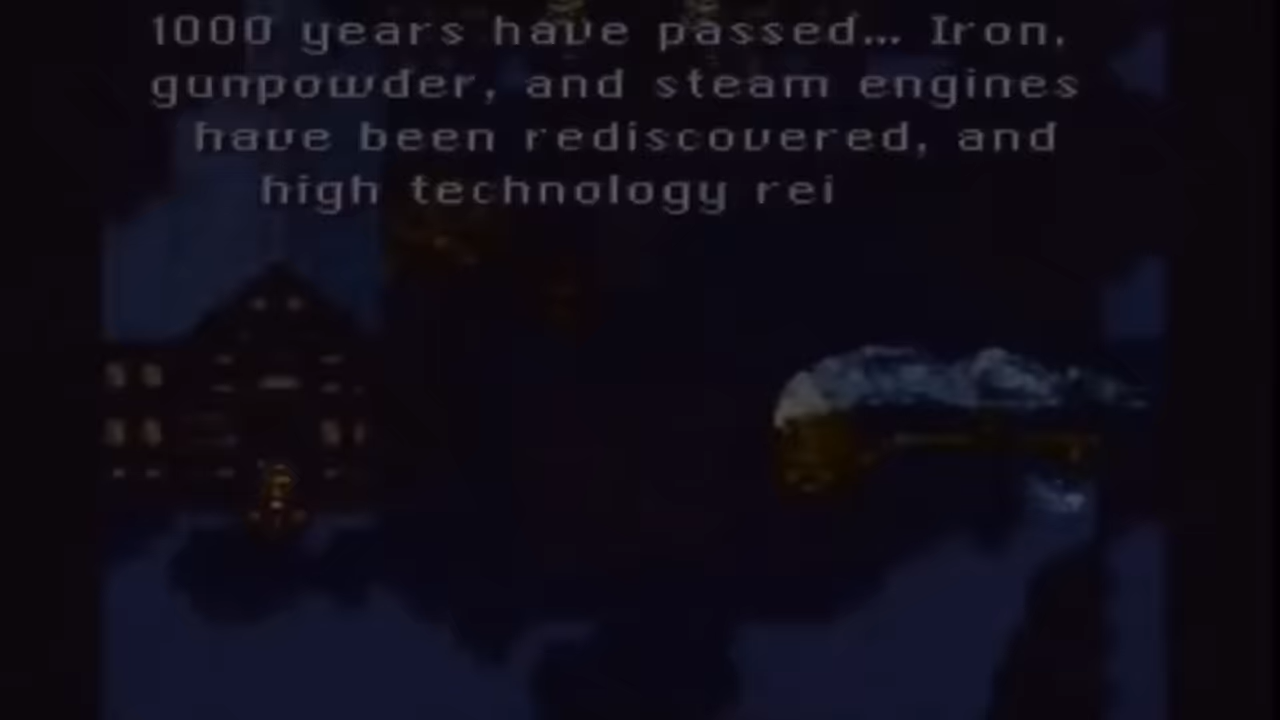 1000 years have passed... Iron,
gunpowder, and steam engines
have been rediscovered, and
high technology rei